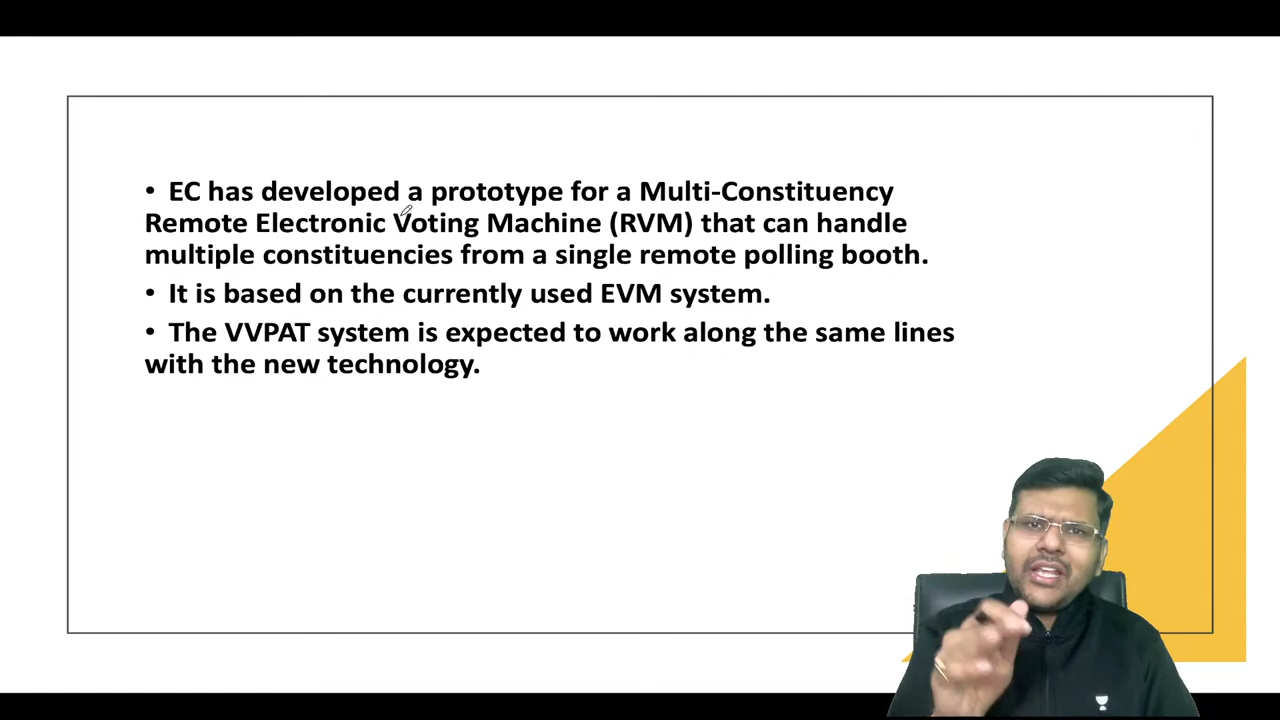 • EC has developed a prototype for a Multi-Constituency
Remote Electronic Voting Machine (RVM) that can handle
multiple constituencies from a single remote polling booth.
• It is based on the currently used EVM system.
• The VVPAT system is expected to work along the same lines
with the new technology.